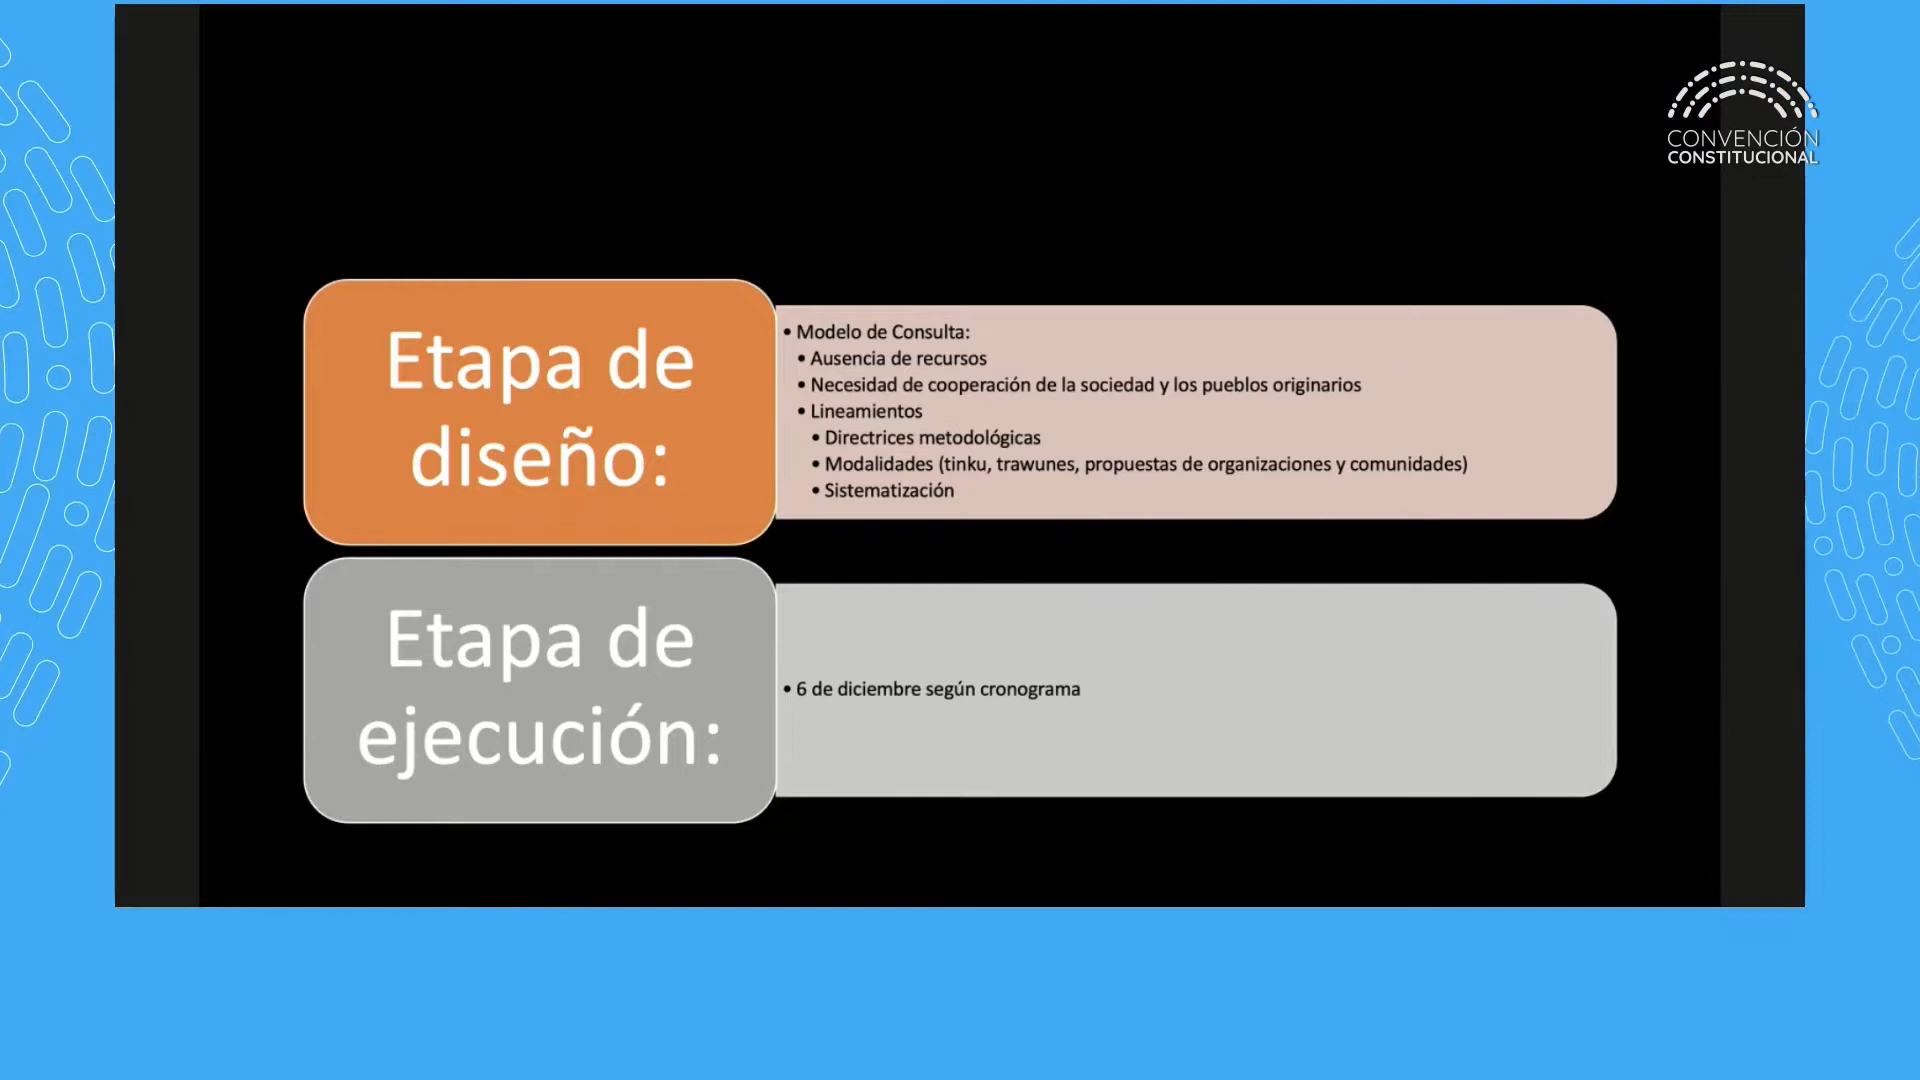 CONVENCIÓN
CONSTITUCIONAL
Etapa de
diseño:
• Modelo de Consulta:
• Ausencia de recursos
• Necesidad de cooperación de la sociedad y los pueblos originarios
• Lineamientos
• Directrices metodológicas
• Modalidades (tinku, trawunes, propuestas de organizaciones y comunidades)
• Sistematización
Etapa de
ejecución:
• 6 de diciembre según cronograma